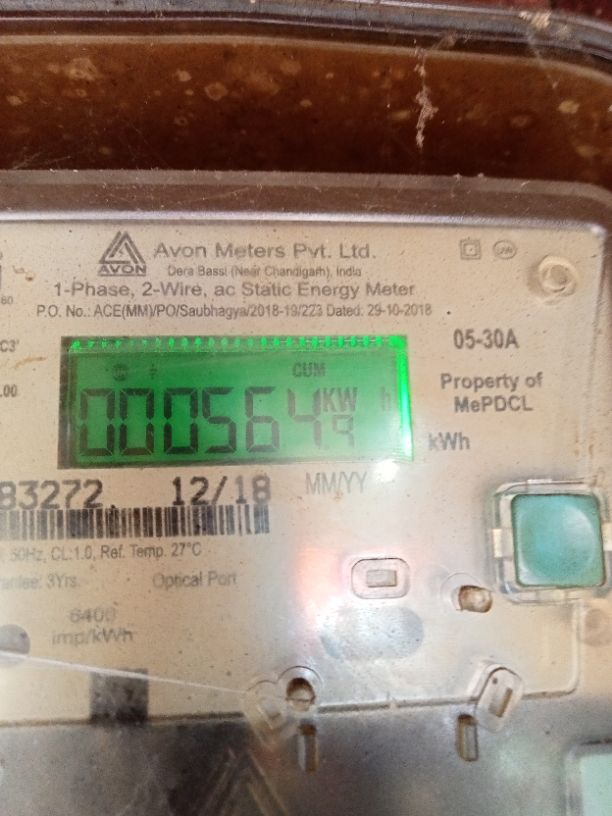 Avon Meters Pvt. Ltd.
AVON
Dera Bassi (Near Chandigarh), India
1-Phase, 2-Wire, ac Static Energy Meter
P.O. No.: ACE(MM)/PO/Saubhagya/2018-19/223 Dated: 29-10-2018
60
C3'
05-30A
.00
CUM
000564.9 KW h
Property of
MePDCL
kWh
83272 12/18 MM/YY
50Hz, CL:1.0, Ref. Temp. 27°C
3Yrs. Optical Port
6400
imp/kWh